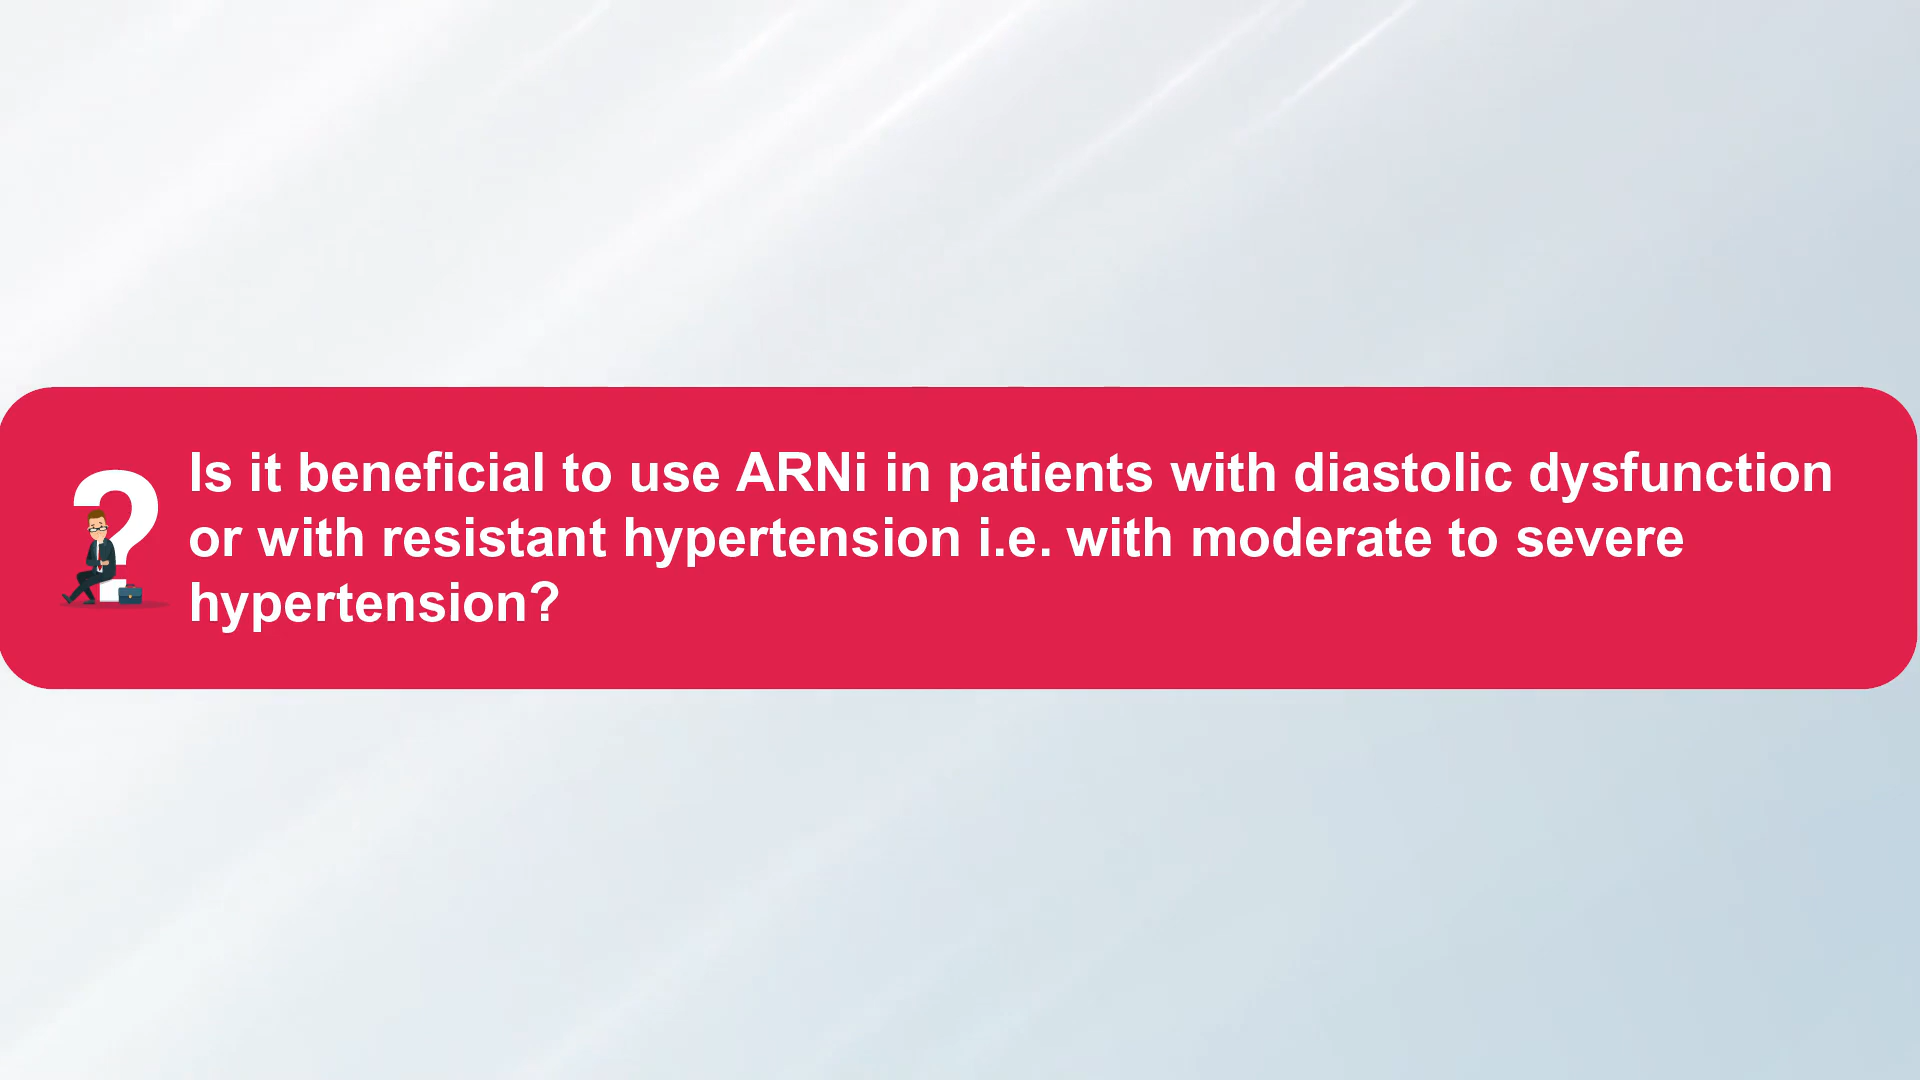 Is it beneficial to use ARNi in patients with diastolic dysfunction
or with resistant hypertension i.e. with moderate to severe
hypertension?